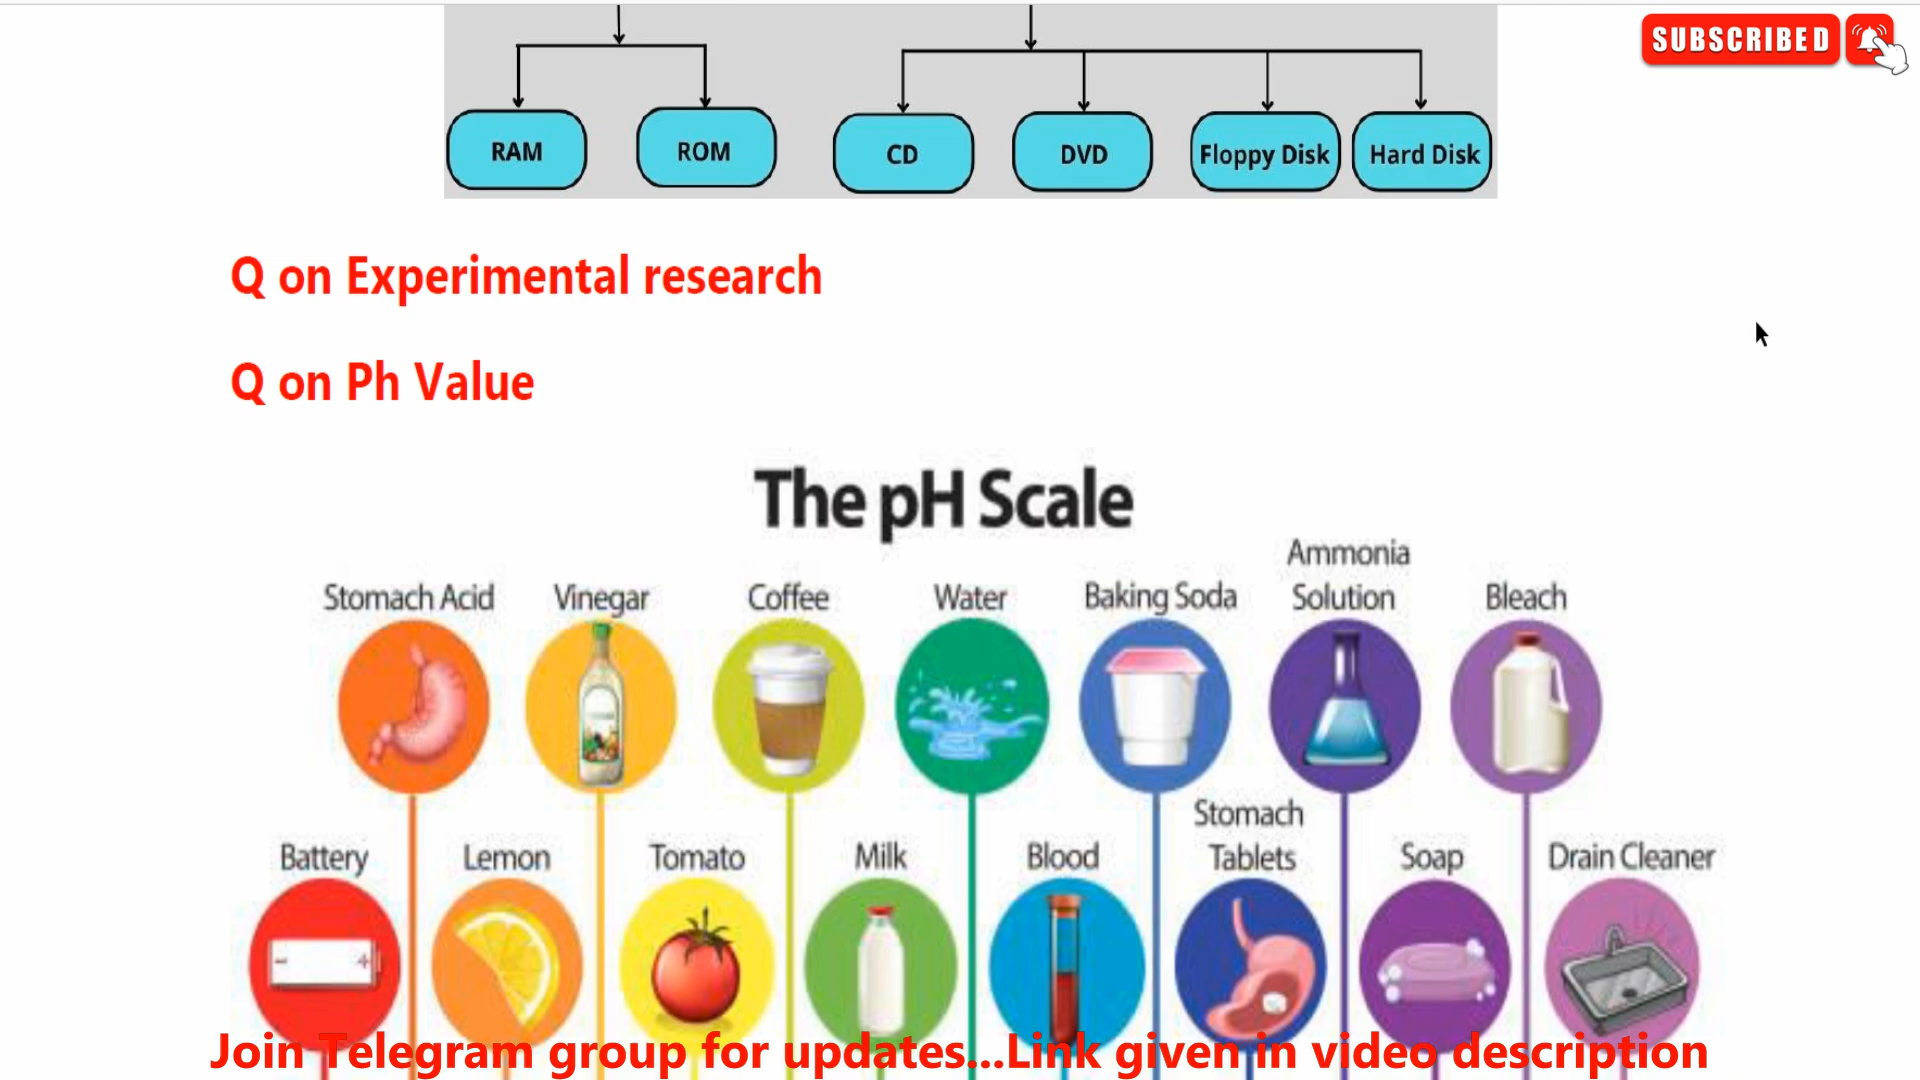 SUBSCRIBED
RAM ROM CD DVD Floppy Disk Hard Disk
Q on Experimental research
Q on Ph Value
The pH Scale
Stomach Acid Vinegar Coffee Water Baking Soda Ammonia Solution Bleach
Battery Lemon Tomato Milk Blood Stomach Tablets Soap Drain Cleaner
- +
Join Telegram group for updates...Link given in video description